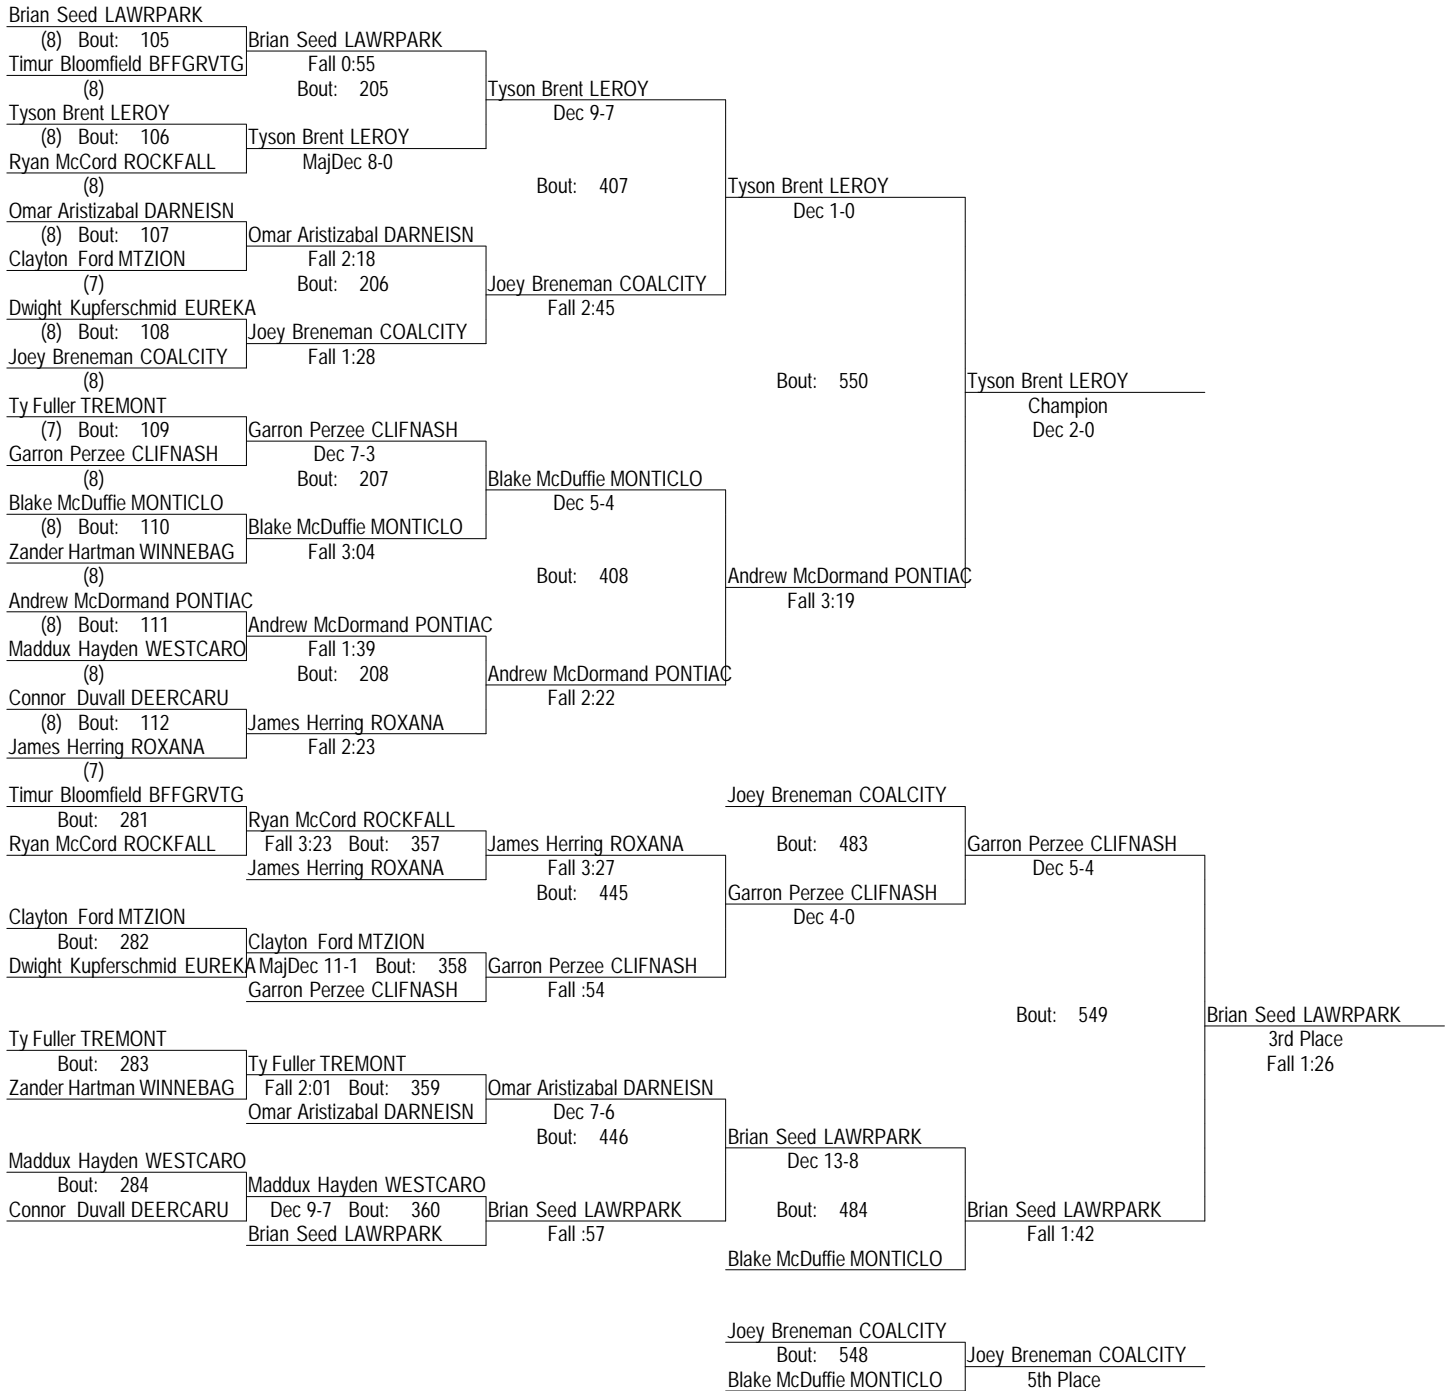 Brian Seed LAWRPARK
(8) Bout: 105 Brian Seed LAWRPARK
Timur Bloomfield BFFGRVTG Fall 0:55
(8) Bout: 205 Tyson Brent LEROY
Tyson Brent LEROY Dec 9-7
(8) Bout: 106 Tyson Brent LEROY
Ryan McCord ROCKFALL MajDec 8-0
(8) Bout: 407 Tyson Brent LEROY
Omar Aristizabal DARNEISN Dec 1-0
(8) Bout: 107 Omar Aristizabal DARNEISN
Clayton Ford MTZION Fall 2:18
(7) Bout: 206 Joey Breneman COALCITY
Dwight Kupferschmid EUREKA Fall 2:45
(8) Bout: 108 Joey Breneman COALCITY
Joey Breneman COALCITY Fall 1:28
(8) Bout: 550 Tyson Brent LEROY
Ty Fuller TREMONT Champion
(7) Bout: 109 Garron Perzee CLIFNASH Dec 2-0
Garron Perzee CLIFNASH Dec 7-3
(8) Bout: 207 Blake McDuffie MONTICLO
Blake McDuffie MONTICLO Dec 5-4
(8) Bout: 110 Blake McDuffie MONTICLO
Zander Hartman WINNEBAG Fall 3:04
(8) Bout: 408 Andrew McDormand PONTIAC
Andrew McDormand PONTIAC Fall 3:19
(8) Bout: 111 Andrew McDormand PONTIAC
Maddux Hayden WESTCARO Fall 1:39
(8) Bout: 208 Andrew McDormand PONTIAC
Connor Duvall DEERCARU Fall 2:22
(8) Bout: 112 James Herring ROXANA
James Herring ROXANA Fall 2:23
(7)
Timur Bloomfield BFFGRVTG Joey Breneman COALCITY
Bout: 281 Ryan McCord ROCKFALL
Ryan McCord ROCKFALL Fall 3:23 Bout: 357 James Herring ROXANA Bout: 483 Garron Perzee CLIFNASH
James Herring ROXANA Fall 3:27 Dec 5-4
Bout: 445 Garron Perzee CLIFNASH
Clayton Ford MTZION Dec 4-0
Bout: 282 Clayton Ford MTZION
Dwight Kupferschmid EUREKA MajDec 11-1 Bout: 358 Garron Perzee CLIFNASH
Garron Perzee CLIFNASH Fall :54
Bout: 549 Brian Seed LAWRPARK
Ty Fuller TREMONT 3rd Place
Bout: 283 Ty Fuller TREMONT Fall 1:26
Zander Hartman WINNEBAG Fall 2:01 Bout: 359 Omar Aristizabal DARNEISN
Omar Aristizabal DARNEISN Dec 7-6
Bout: 446 Brian Seed LAWRPARK
Maddux Hayden WESTCARO Dec 13-8
Bout: 284 Maddux Hayden WESTCARO
Connor Duvall DEERCARU Dec 9-7 Bout: 360 Brian Seed LAWRPARK Bout: 484 Brian Seed LAWRPARK
Brian Seed LAWRPARK Fall :57 Fall 1:42
Blake McDuffie MONTICLO
Joey Breneman COALCITY
Bout: 548 Joey Breneman COALCITY
Blake McDuffie MONTICLO 5th Place